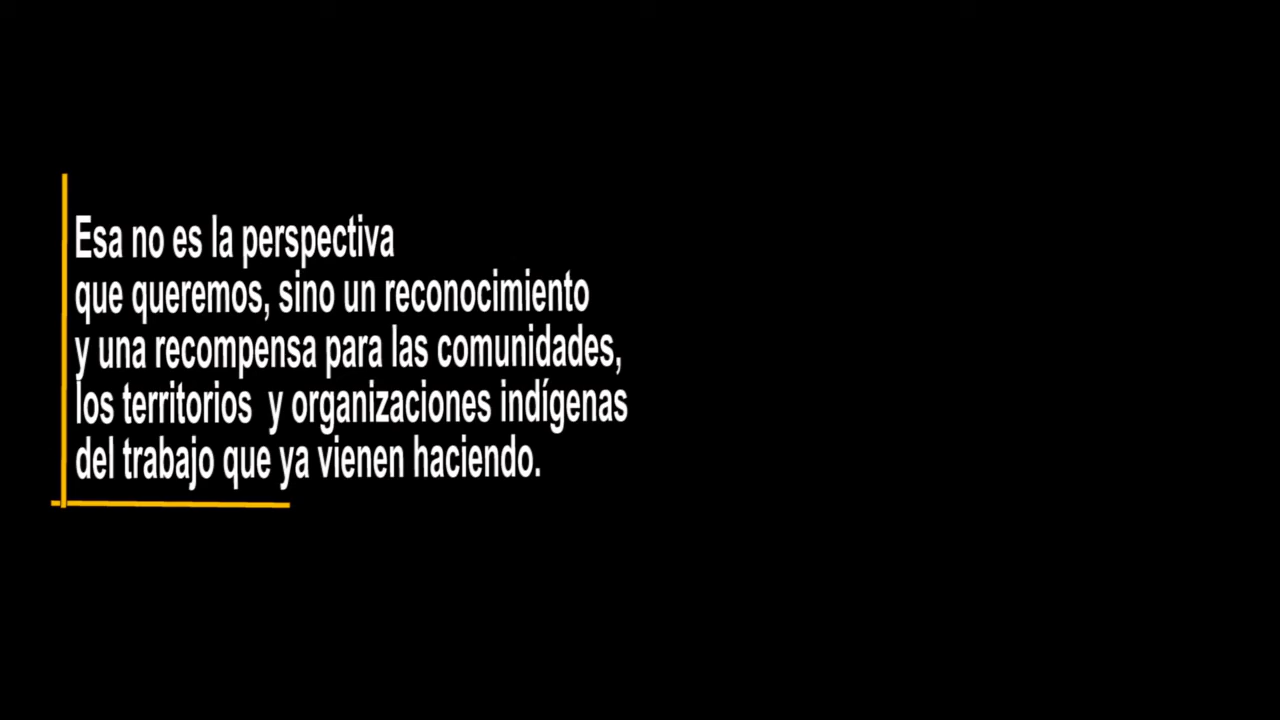 Esa no es la perspectiva
que queremos, sino un reconocimiento
y una recompensa para las comunidades,
los territorios  y organizaciones indígenas
del trabajo que ya vienen haciendo.